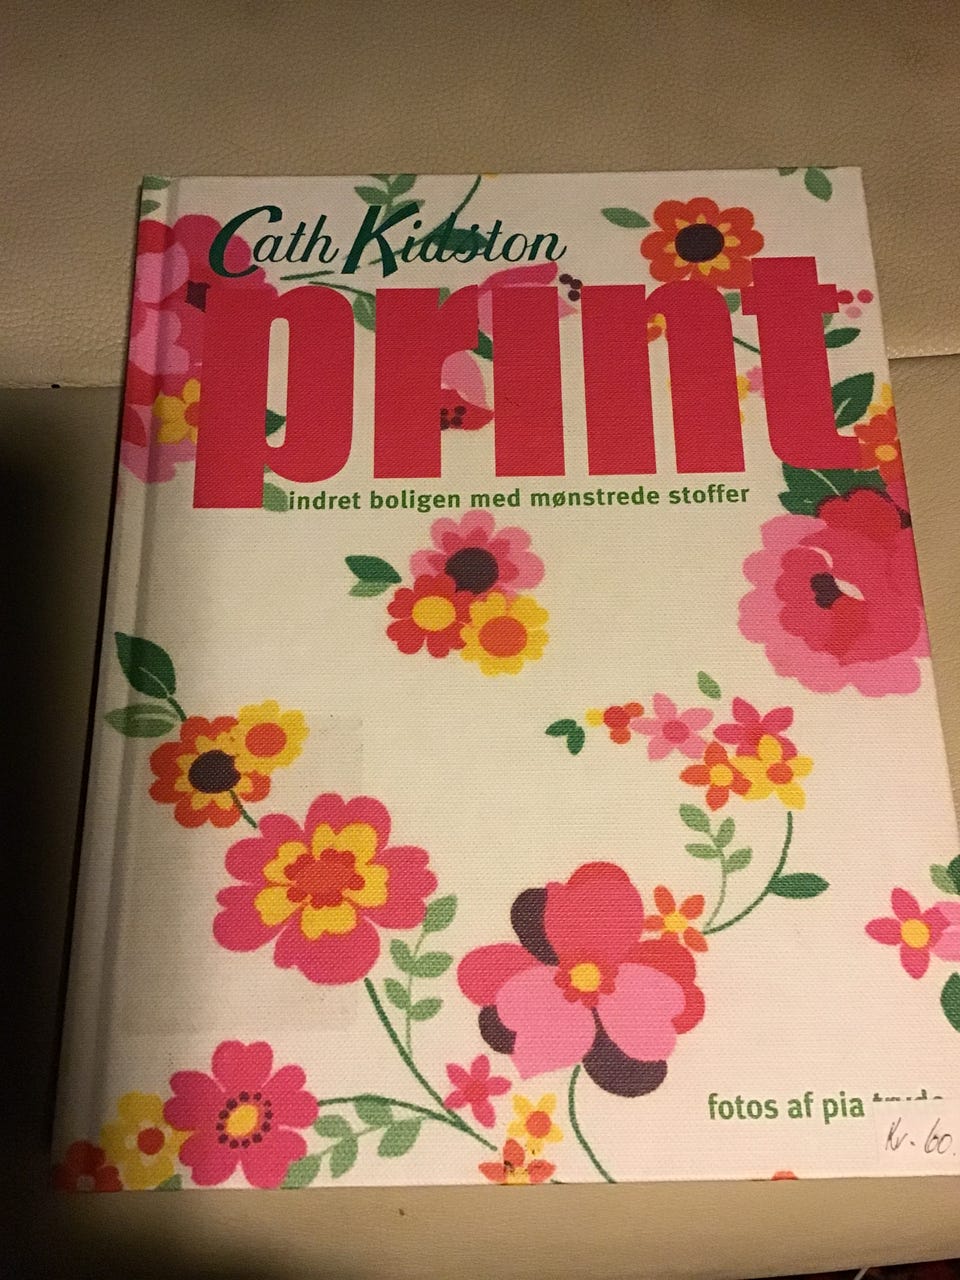 Cath Kidston
print
indret boligen med mønstrede stoffer
fotos af pia
Kr. 60.